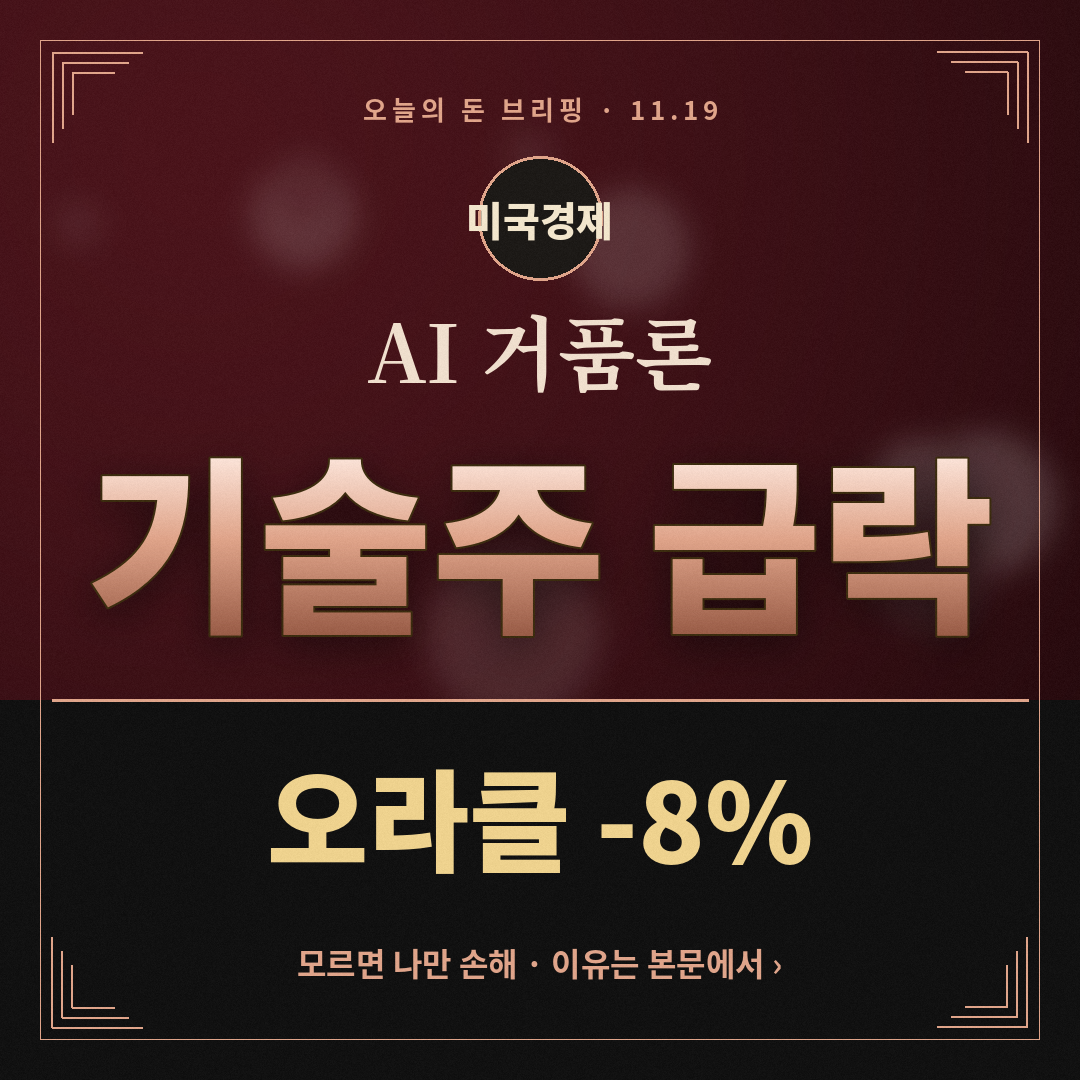 오늘의 돈 브리핑 · 11.19
미국경제
AI 거품론
기술주 급락
오라클 -8%
모르면 나만 손해 · 이유는 본문에서 ›